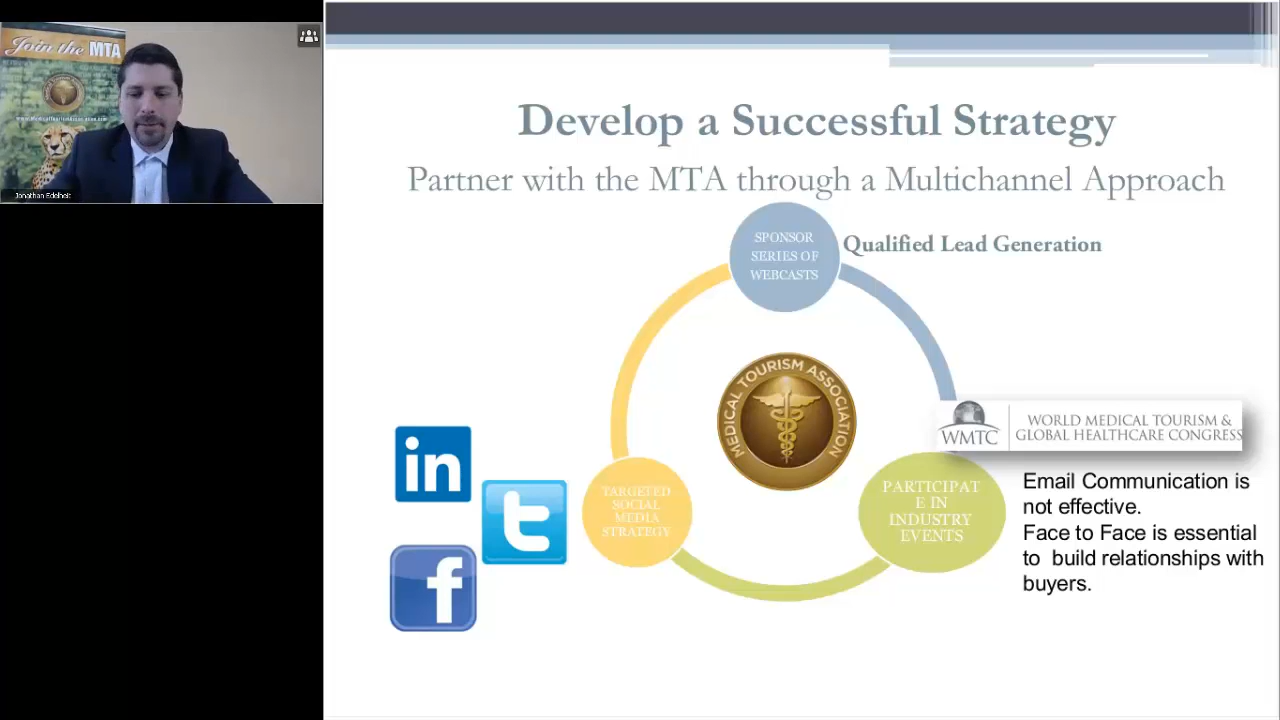 Join the MTA
Jonathan Edelheit
Develop a Successful Strategy
Partner with the MTA through a Multichannel Approach
SPONSOR
SERIES OF
WEBCASTS
Qualified Lead Generation
MEDICAL TOURISM ASSOCIATION
WMTC
WORLD MEDICAL TOURISM &
GLOBAL HEALTHCARE CONGRESS
in
t
f
TARGETED
SOCIAL
MEDIA
STRATEGY
PARTICIPAT
E IN
INDUSTRY
EVENTS
Email Communication is
not effective.
Face to Face is essential
to build relationships with
buyers.